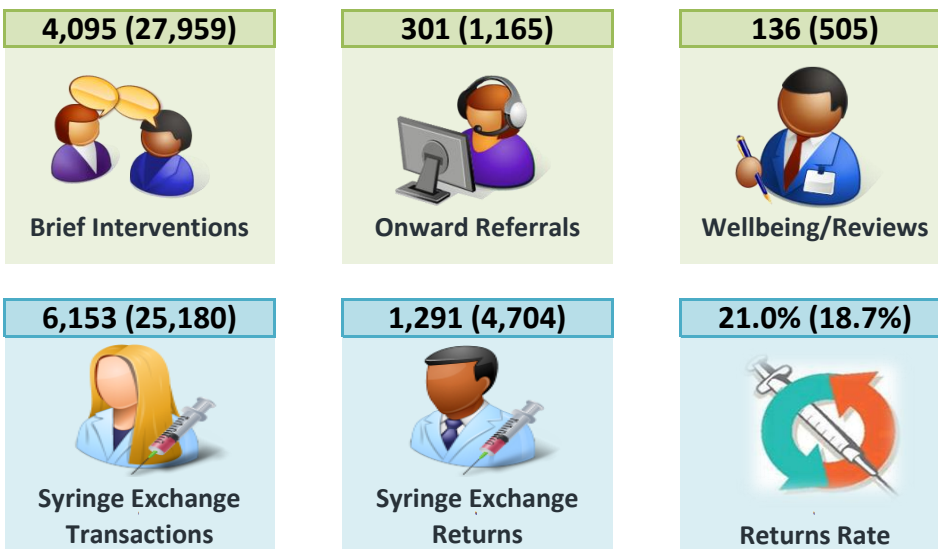 4,095 (27,959)
301 (1,165)
136 (505)
Brief Interventions
Onward Referrals
Wellbeing/Reviews
6,153 (25,180)
1,291 (4,704)
21.0% (18.7%)
Syringe Exchange
Transactions
Syringe Exchange
Returns
Returns Rate